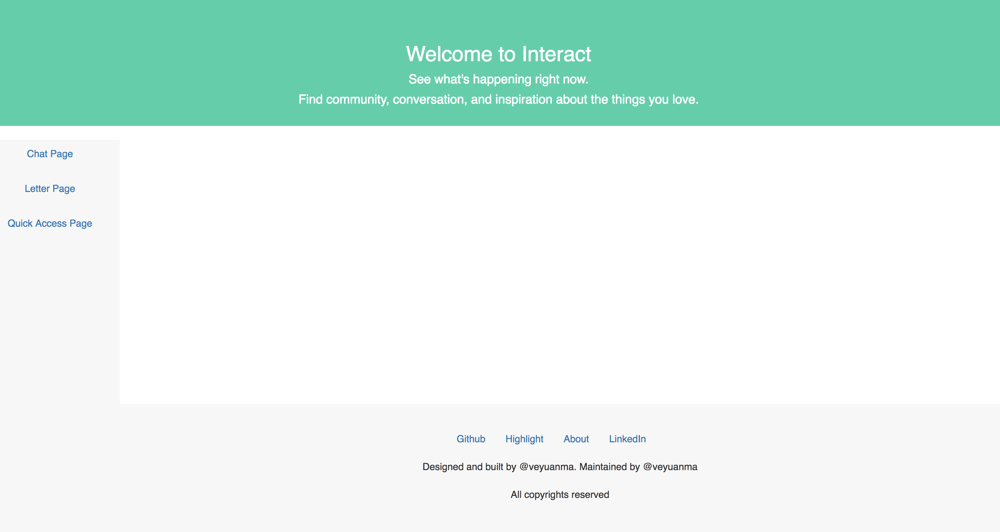 Welcome to Interact
See what's happening right now.
Find community, conversation, and inspiration about the things you love.
Chat Page
Letter Page
Quick Access Page
Github Highlight About LinkedIn
Designed and built by @veyuanma. Maintained by @veyuanma
All copyrights reserved